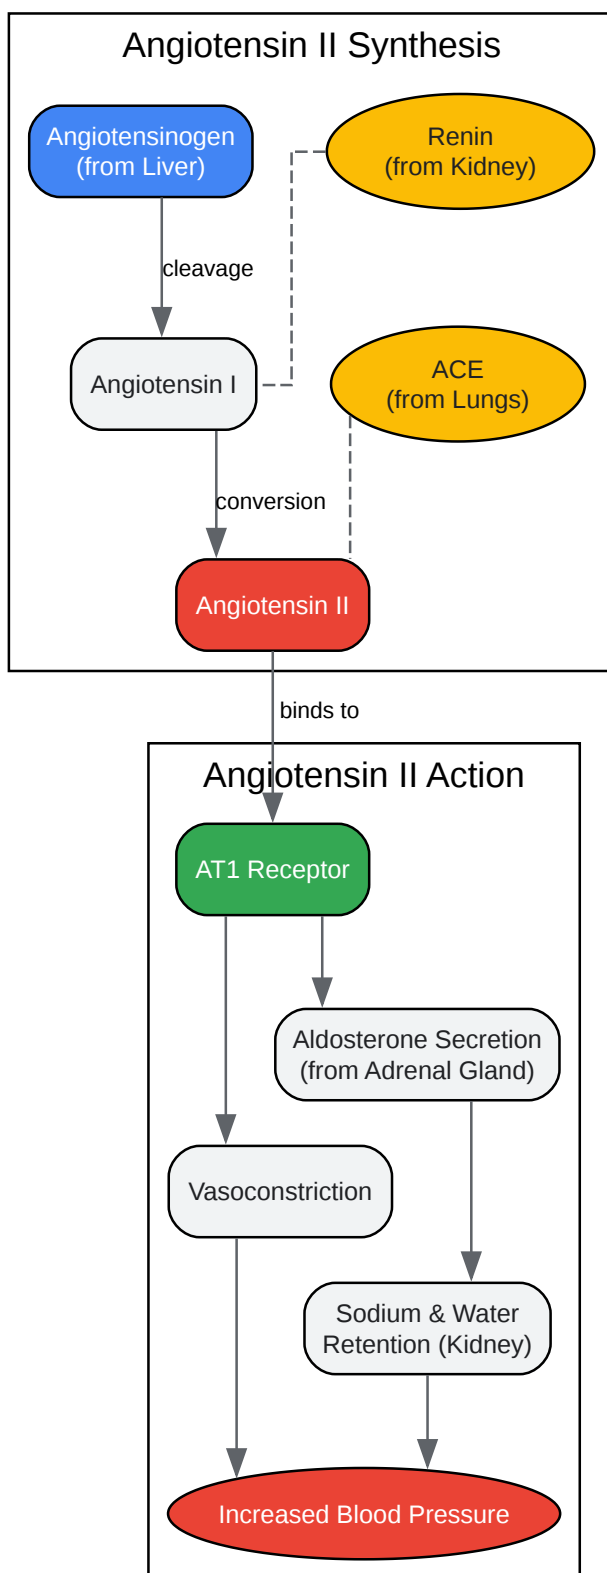 Angiotensin II Synthesis
Angiotensinogen
(from Liver)
Renin
(from Kidney)
cleavage
Angiotensin I
ACE
(from Lungs)
conversion
Angiotensin II
binds to
Angiotensin II Action
AT1 Receptor
Aldosterone Secretion
(from Adrenal Gland)
Vasoconstriction
Sodium & Water
Retention (Kidney)
Increased Blood Pressure